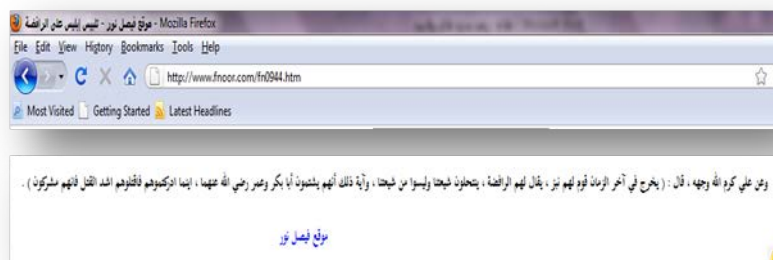 موقع فيصل نور - تلبيس إبليس على الرافضة - Mozilla Firefox
File Edit View History Bookmarks Tools Help
http://www.fnoor.com/fn0944.htm
Most Visited Getting Started Latest Headlines
وعن علي كرم الله وجهه ، قال : ( يخرج في آخر الزمان قوم لهم نبز ، يقال لهم الرافضة ، ينتحلون شيعتنا وليسوا من شيعتنا ، وآية ذلك أنهم يشتمون أبا بكر وعمر رضي الله عنهما ، اينما ادركتموهم فاقتلوهم اشد القتل فانهم مشركون ) .
موقع فيصل نور